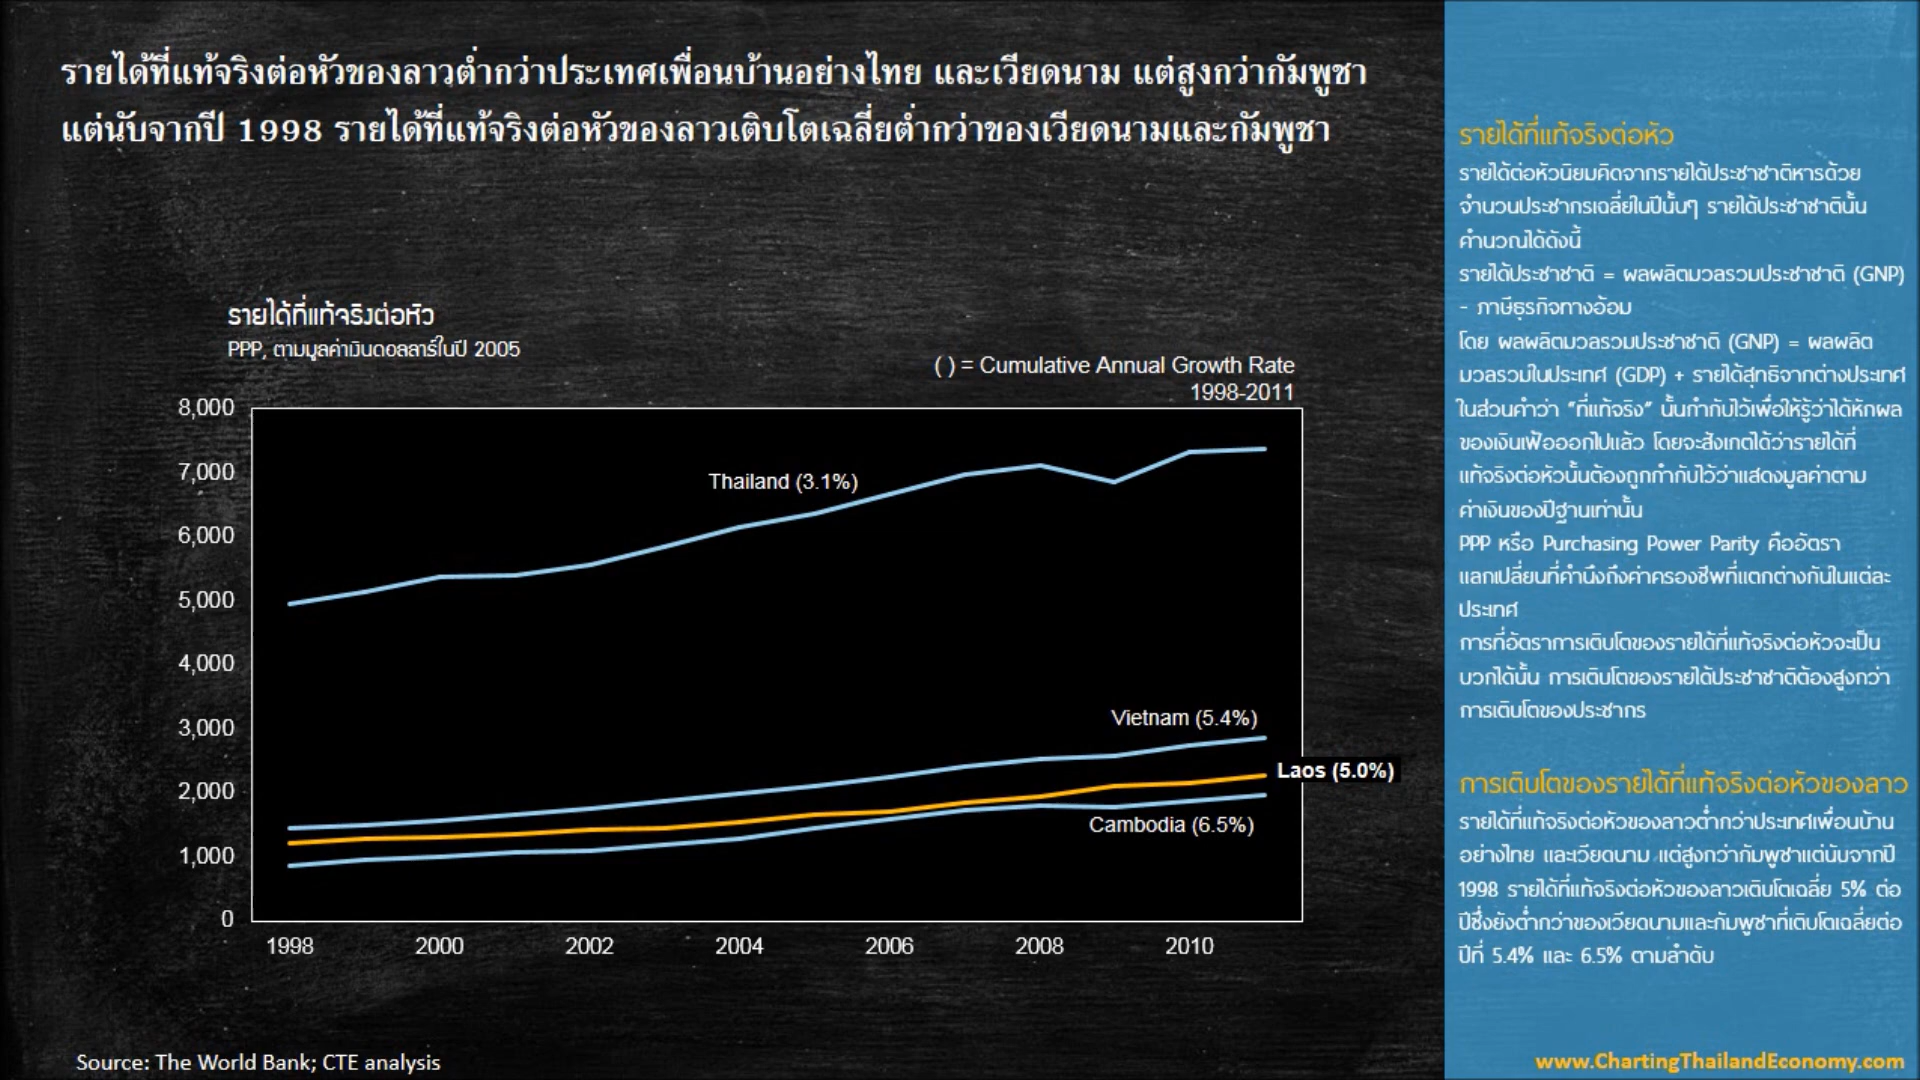 รายได้ที่แท้จริงต่อหัวของลาวต่ำกว่าประเทศเพื่อนบ้านอย่างไทย และเวียดนาม แต่สูงกว่ากัมพูชา
แต่นับจากปี 1998 รายได้ที่แท้จริงต่อหัวของลาวเติบโตเฉลี่ยต่ำกว่าของเวียดนามและกัมพูชา
รายได้ที่แท้จริงต่อหัว
PPP, ตามมูลค่าเงินดอลลาร์ในปี 2005
( ) = Cumulative Annual Growth Rate
1998-2011
8,000
7,000
6,000
5,000
4,000
3,000
2,000
1,000
0
Thailand (3.1%)
Vietnam (5.4%)
Laos (5.0%)
Cambodia (6.5%)
1998 2000 2002 2004 2006 2008 2010
Source: The World Bank; CTE analysis
รายได้ที่แท้จริงต่อหัว
รายได้ต่อหัวนิยมคิดจากรายได้ประชาชาติหารด้วย
จำนวนประชากรเฉลี่ยในปีนั้นๆ รายได้ประชาชาตินั้น
คำนวณได้ดังนี้
รายได้ประชาชาติ = ผลผลิตมวลรวมประชาชาติ (GNP)
- ภาษีธุรกิจทางอ้อม
โดย ผลผลิตมวลรวมประชาชาติ (GNP) = ผลผลิต
มวลรวมในประเทศ (GDP) + รายได้สุทธิจากต่างประเทศ
ในส่วนคำว่า “ที่แท้จริง” นั้นกำกับไว้เพื่อให้รู้ว่าได้หักผล
ของเงินเฟ้อออกไปแล้ว โดยจะสังเกตได้ว่ารายได้ที่
แท้จริงต่อหัวนั้นต้องถูกกำกับไว้ว่าแสดงมูลค่าตาม
ค่าเงินของปีฐานเท่านั้น
PPP หรือ Purchasing Power Parity คืออัตรา
แลกเปลี่ยนที่คำนึงถึงค่าครองชีพที่แตกต่างกันในแต่ละ
ประเทศ
การที่อัตราการเติบโตของรายได้ที่แท้จริงต่อหัวจะเป็น
บวกได้นั้น การเติบโตของรายได้ประชาชาติต้องสูงกว่า
การเติบโตของประชากร
การเติบโตของรายได้ที่แท้จริงต่อหัวของลาว
รายได้ที่แท้จริงต่อหัวของลาวต่ำกว่าประเทศเพื่อนบ้าน
อย่างไทย และเวียดนาม แต่สูงกว่ากัมพูชาแต่นับจากปี
1998 รายได้ที่แท้จริงต่อหัวของลาวเติบโตเฉลี่ย 5% ต่อ
ปีซึ่งยังต่ำกว่าของเวียดนามและกัมพูชาที่เติบโตเฉลี่ยต่อ
ปีที่ 5.4% และ 6.5% ตามลำดับ
www.ChartingThailandEconomy.com